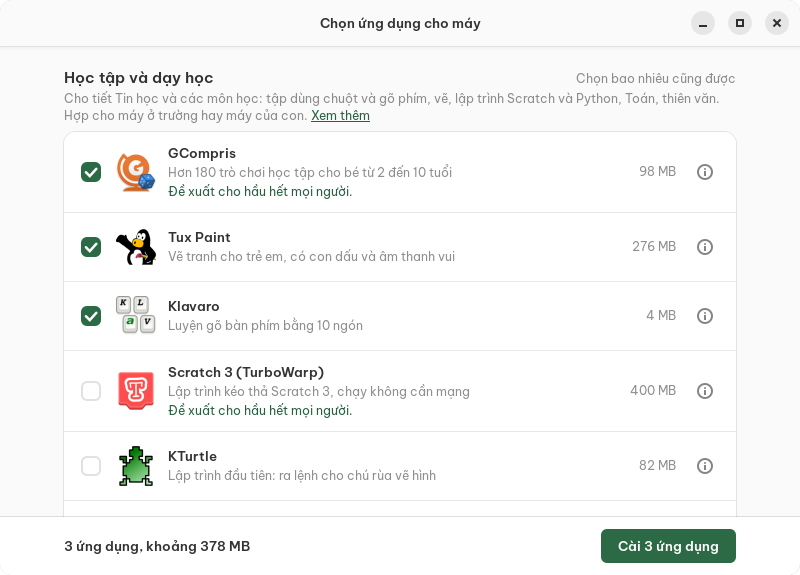 Chọn ứng dụng cho máy
Học tập và dạy học
Chọn bao nhiêu cũng được
Cho tiết Tin học và các môn học: tập dùng chuột và gõ phím, vẽ, lập trình Scratch và Python, Toán, thiên văn.
Hợp cho máy ở trường hay máy của con. Xem thêm
GCompris
Hơn 180 trò chơi học tập cho bé từ 2 đến 10 tuổi
Đề xuất cho hầu hết mọi người.
98 MB
Tux Paint
Vẽ tranh cho trẻ em, có con dấu và âm thanh vui
276 MB
K L
a v
Klavaro
Luyện gõ bàn phím bằng 10 ngón
4 MB
Scratch 3 (TurboWarp)
Lập trình kéo thả Scratch 3, chạy không cần mạng
Đề xuất cho hầu hết mọi người.
400 MB
KTurtle
Lập trình đầu tiên: ra lệnh cho chú rùa vẽ hình
82 MB
3 ứng dụng, khoảng 378 MB
Cài 3 ứng dụng